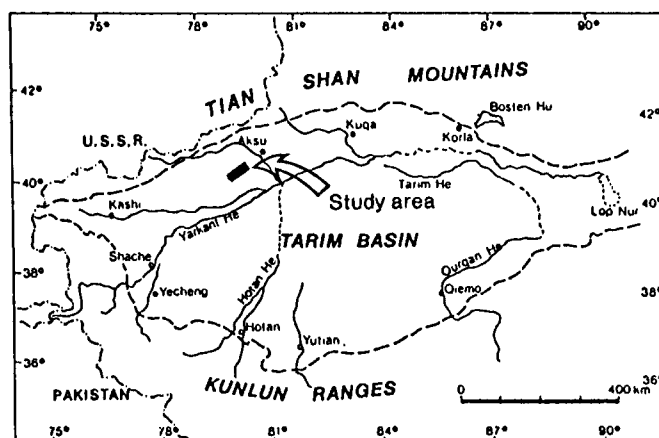 75° 78° 81° 84° 87° 90°
42° 42°
TIAN SHAN MOUNTAINS
Bosten Hu
Kuqa
Korla
U.S.S.R.
Aksu
40° 40°
Tarim He
Study area
Kashi
Yarkant He
Lop Nur
TARIM BASIN
Shache
38° 38°
Hotan He
Qurqan He
Yecheng
Qiemo
Hotan
Yutian
36° 36°
KUNLUN RANGES
PAKISTAN
0 400 km
75° 78° 81° 84° 87° 90°